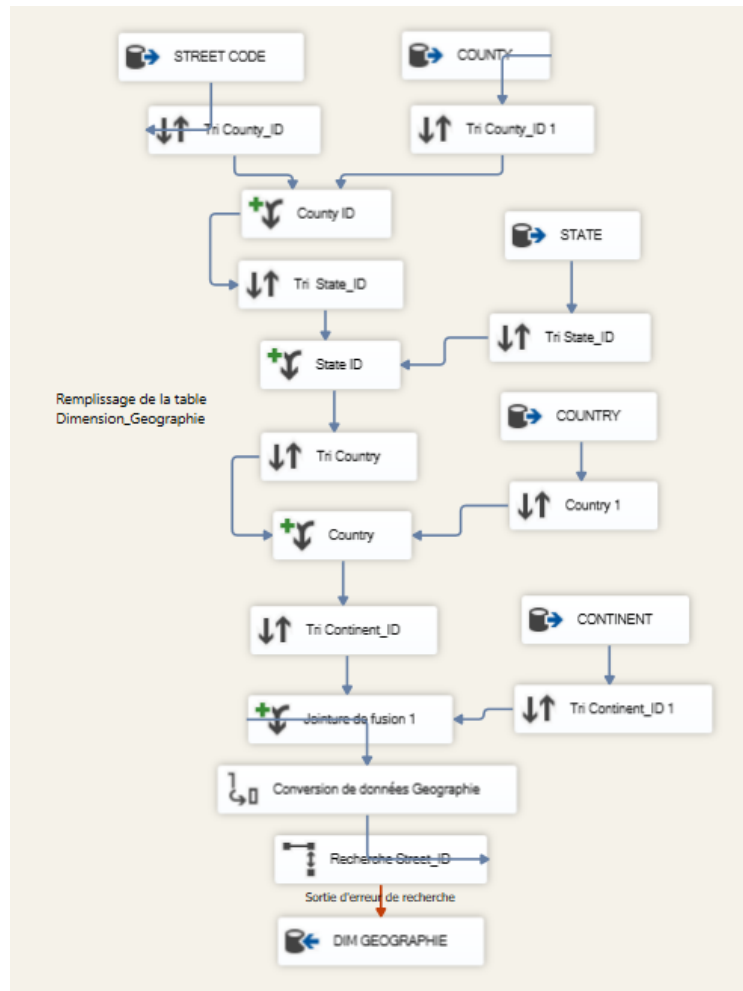 STREET CODE
COUNTY
Tri County_ID
Tri County_ID 1
County ID
STATE
Tri  State_ID
Tri State_ID
State ID
Remplissage de la table
Dimension_Geographie
COUNTRY
Tri Country
Country 1
Country
CONTINENT
Tri Continent_ID
Tri Continent_ID 1
Jointure de fusion 1
Conversion de données Geographie
Recherche Street_ID
Sortie d'erreur de recherche
DIM GEOGRAPHIE